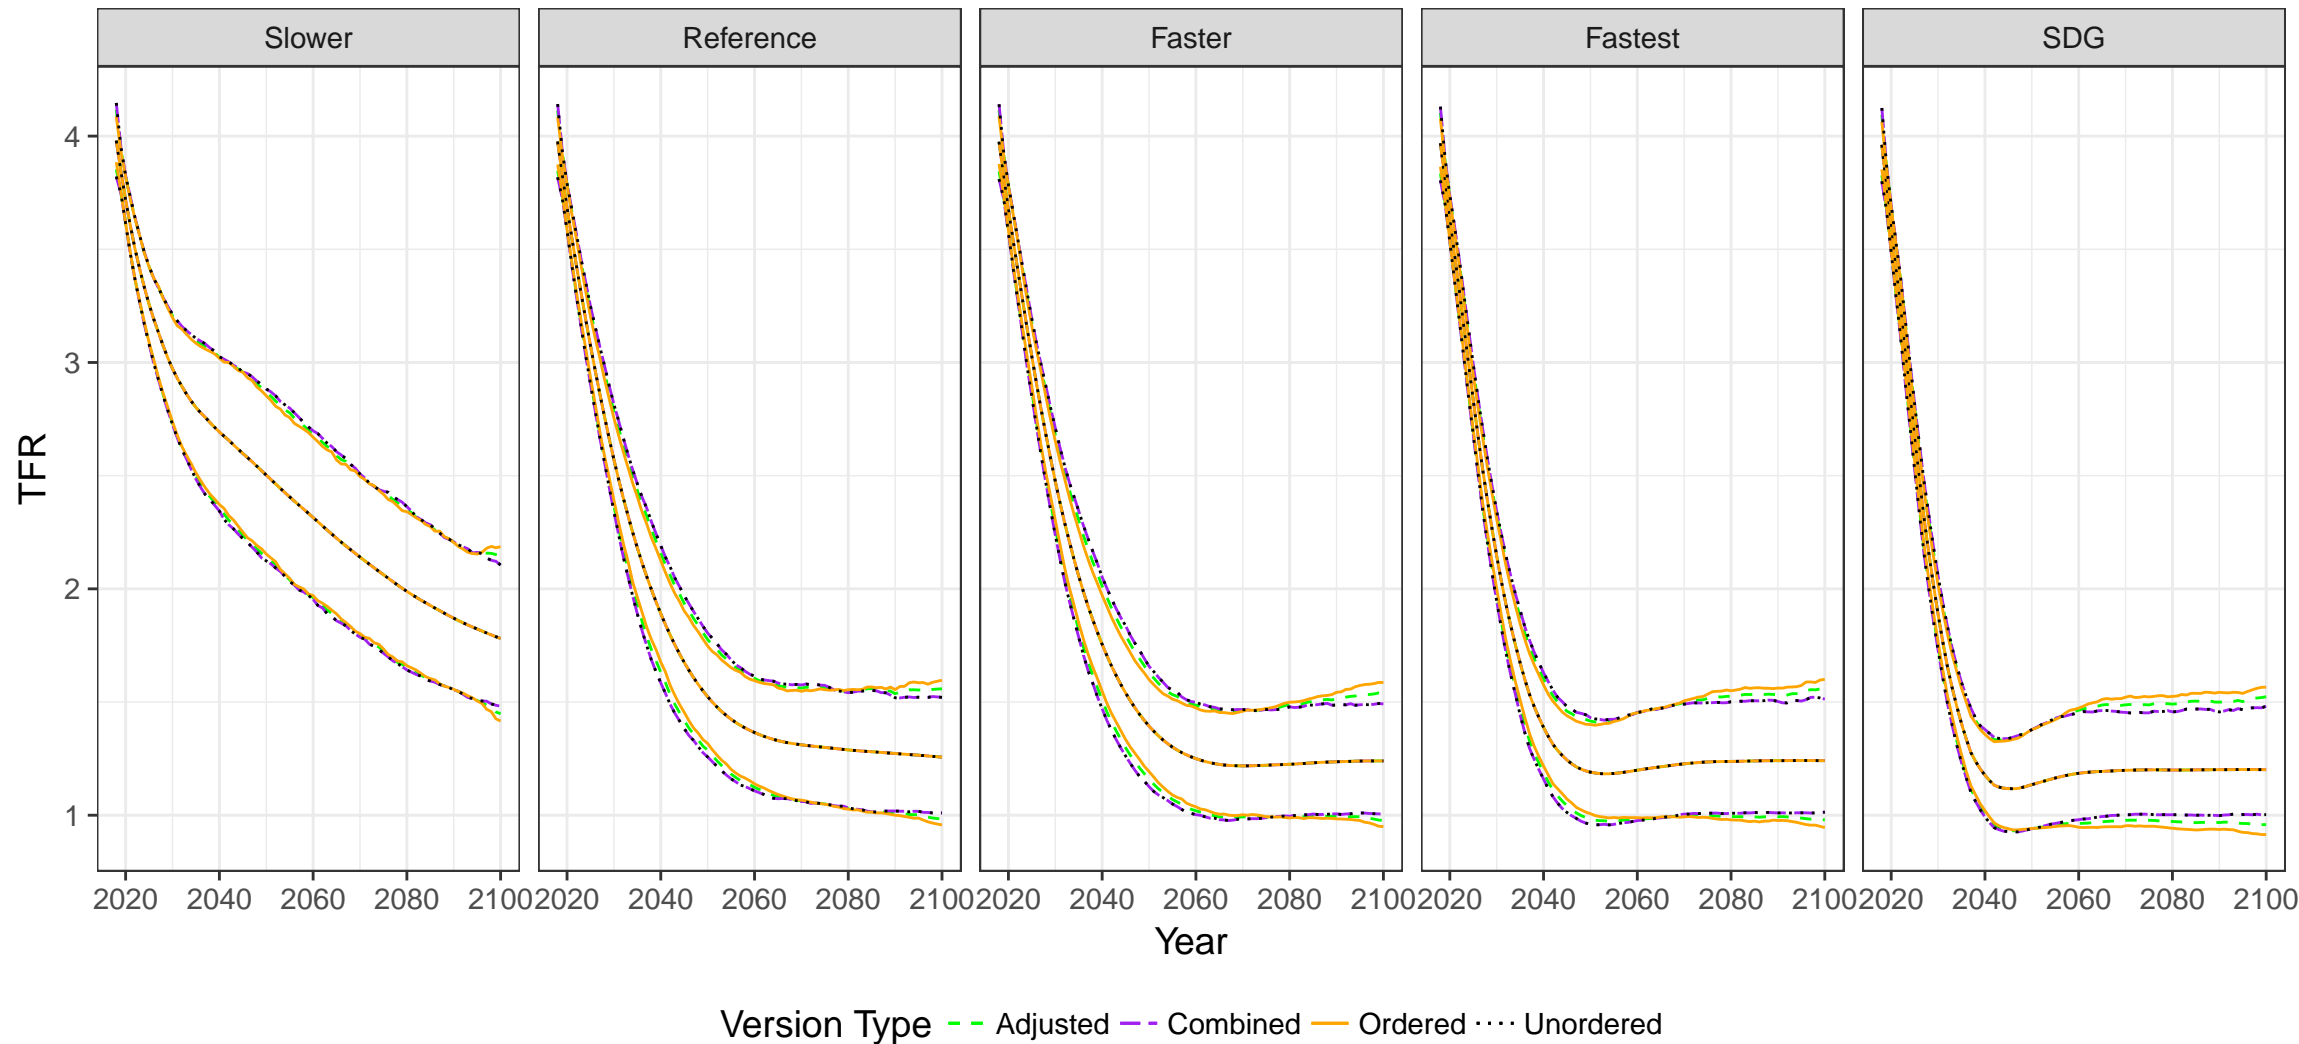 Slower Reference Faster Fastest SDG
4
3
2
1
TFR
2020 2040 2060 2080 2100 2020 2040 2060 2080 2100 2020 2040 2060 2080 2100 2020 2040 2060 2080 2100 2020 2040 2060 2080 2100
Year
Version Type Adjusted Combined Ordered Unordered